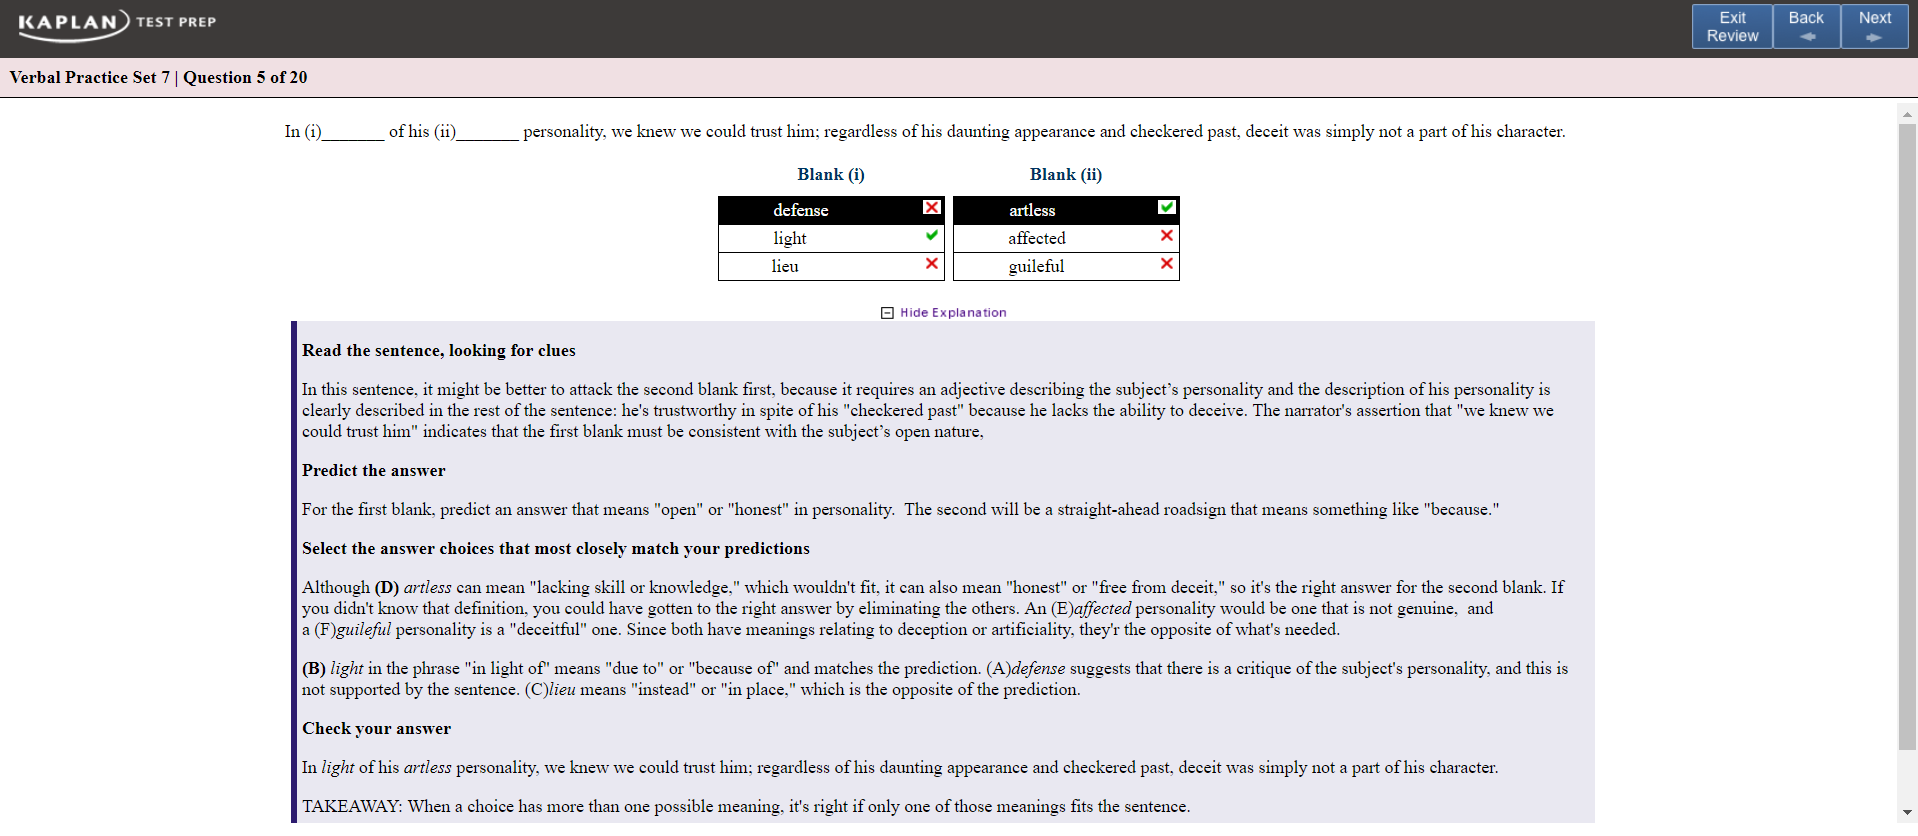 KAPLAN TEST PREP
Exit Review
Back
Next
Verbal Practice Set 7 | Question 5 of 20
In (i)_______ of his (ii)_______ personality, we knew we could trust him; regardless of his daunting appearance and checkered past, deceit was simply not a part of his character.
Blank (i) Blank (ii)
defense artless
light affected
lieu guileful
Hide Explanation
Read the sentence, looking for clues
In this sentence, it might be better to attack the second blank first, because it requires an adjective describing the subject’s personality and the description of his personality is
clearly described in the rest of the sentence: he's trustworthy in spite of his "checkered past" because he lacks the ability to deceive. The narrator's assertion that "we knew we
could trust him" indicates that the first blank must be consistent with the subject’s open nature,
Predict the answer
For the first blank, predict an answer that means "open" or "honest" in personality.  The second will be a straight-ahead roadsign that means something like "because."
Select the answer choices that most closely match your predictions
Although (D) artless can mean "lacking skill or knowledge," which wouldn't fit, it can also mean "honest" or "free from deceit," so it's the right answer for the second blank. If
you didn't know that definition, you could have gotten to the right answer by eliminating the others. An (E)affected personality would be one that is not genuine,  and
a (F)guileful personality is a "deceitful" one. Since both have meanings relating to deception or artificiality, they'r the opposite of what's needed.
(B) light in the phrase "in light of" means "due to" or "because of" and matches the prediction. (A)defense suggests that there is a critique of the subject's personality, and this is
not supported by the sentence. (C)lieu means "instead" or "in place," which is the opposite of the prediction.
Check your answer
In light of his artless personality, we knew we could trust him; regardless of his daunting appearance and checkered past, deceit was simply not a part of his character.
TAKEAWAY: When a choice has more than one possible meaning, it's right if only one of those meanings fits the sentence.